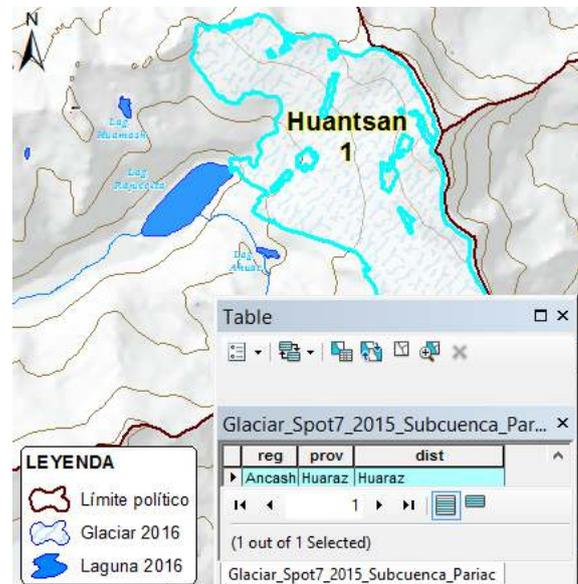 N
Huantsan
1
Lag
Huamash
Lag
Rajucolta
Lag
Ahuac
Table
Glaciar_Spot7_2015_Subcuenca_Par...
reg prov dist
Ancash Huaraz Huaraz
1
(1 out of 1 Selected)
Glaciar_Spot7_2015_Subcuenca_Pariac
LEYENDA
Límite político
Glaciar 2016
Laguna 2016